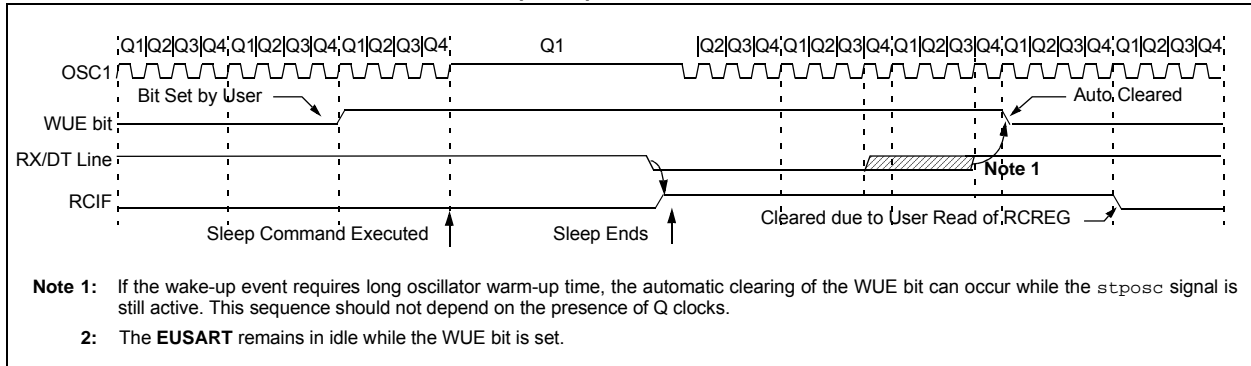 Q1 Q2 Q3 Q4 Q1 Q2 Q3 Q4 Q1 Q2 Q3 Q4 Q1 Q2 Q3 Q4 Q1 Q2 Q3 Q4 Q1 Q2 Q3 Q4 Q1 Q2 Q3 Q4 Q1 Q2 Q3 Q4
OSC1
Bit Set by User
Auto Cleared
WUE bit
RX/DT Line
Note 1
RCIF
Cleared due to User Read of RCREG
Sleep Command Executed
Sleep Ends
Note 1: If the wake-up event requires long oscillator warm-up time, the automatic clearing of the WUE bit can occur while the stposc signal is
still active. This sequence should not depend on the presence of Q clocks.
2: The EUSART remains in idle while the WUE bit is set.